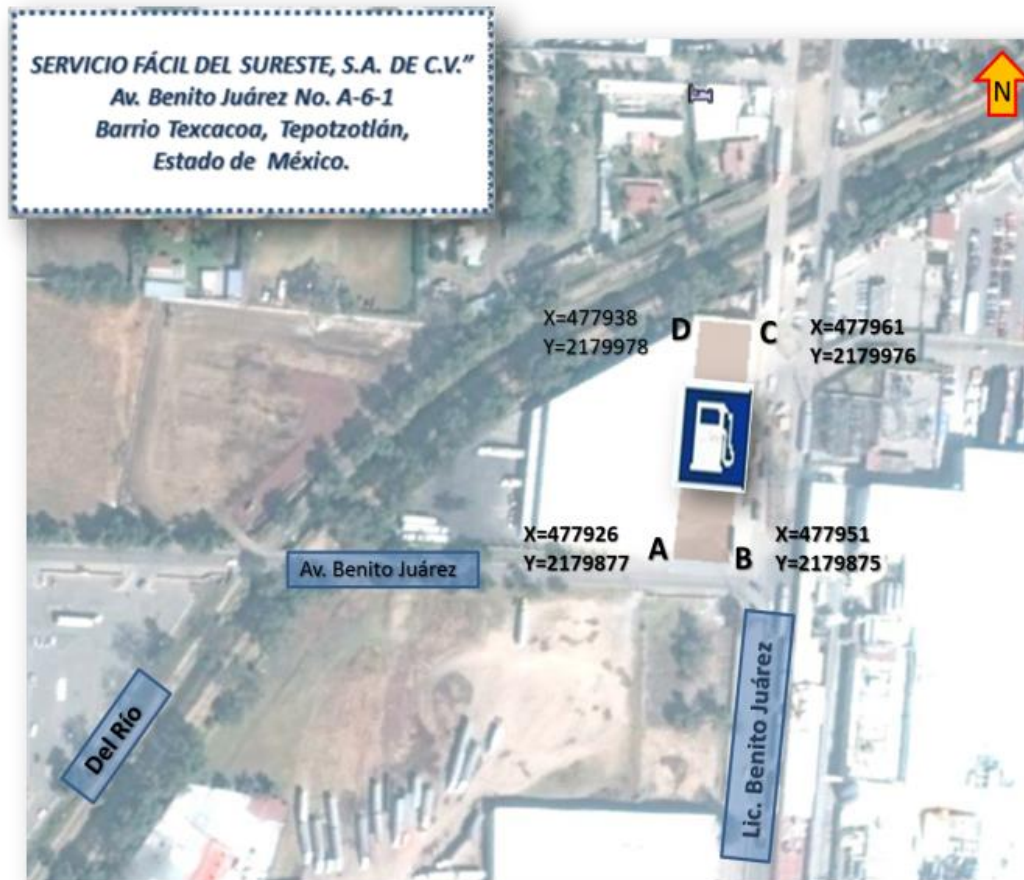 SERVICIO FÁCIL DEL SURESTE, S.A. DE C.V.”
Av. Benito Juárez No. A-6-1
Barrio Texcacoa, Tepotzotlán,
Estado de México.
N
X=477938
Y=2179978
D
C
X=477961
Y=2179976
X=477926
Y=2179877
A
B
X=477951
Y=2179875
Av. Benito Juárez
Del Río
Lic. Benito Juárez